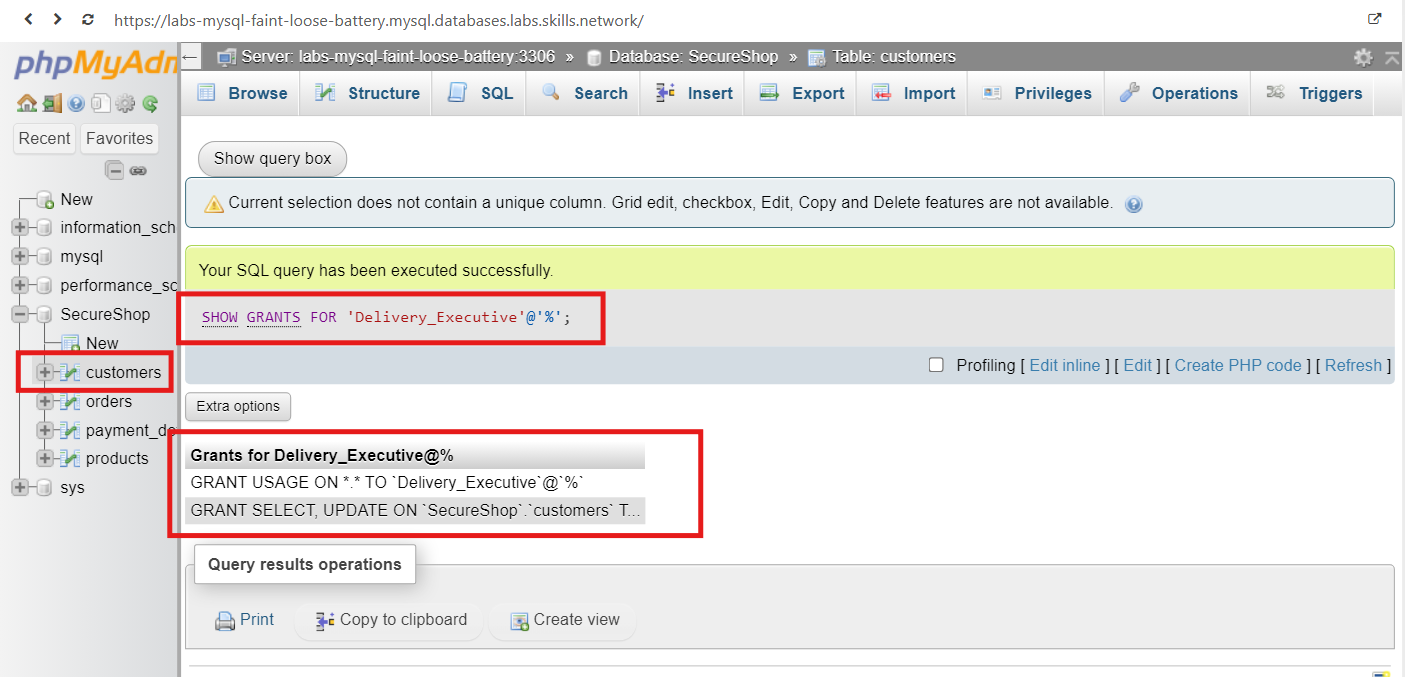 https://labs-mysql-faint-loose-battery.mysql.databases.labs.skills.network/
phpMyAdm
Server: labs-mysql-faint-loose-battery:3306 » Database: SecureShop » Table: customers
Browse Structure SQL Search Insert Export Import Privileges Operations Triggers
Recent Favorites
New
information_sch
mysql
performance_sc
SecureShop
New
customers
orders
payment_de
products
sys
Show query box
Current selection does not contain a unique column. Grid edit, checkbox, Edit, Copy and Delete features are not available.
Your SQL query has been executed successfully.
SHOW GRANTS FOR 'Delivery_Executive'@'%';
Profiling [ Edit inline ] [ Edit ] [ Create PHP code ] [ Refresh ]
Extra options
Grants for Delivery_Executive@%
GRANT USAGE ON *.* TO `Delivery_Executive`@`%`
GRANT SELECT, UPDATE ON `SecureShop`.`customers` T...
Query results operations
Print Copy to clipboard Create view